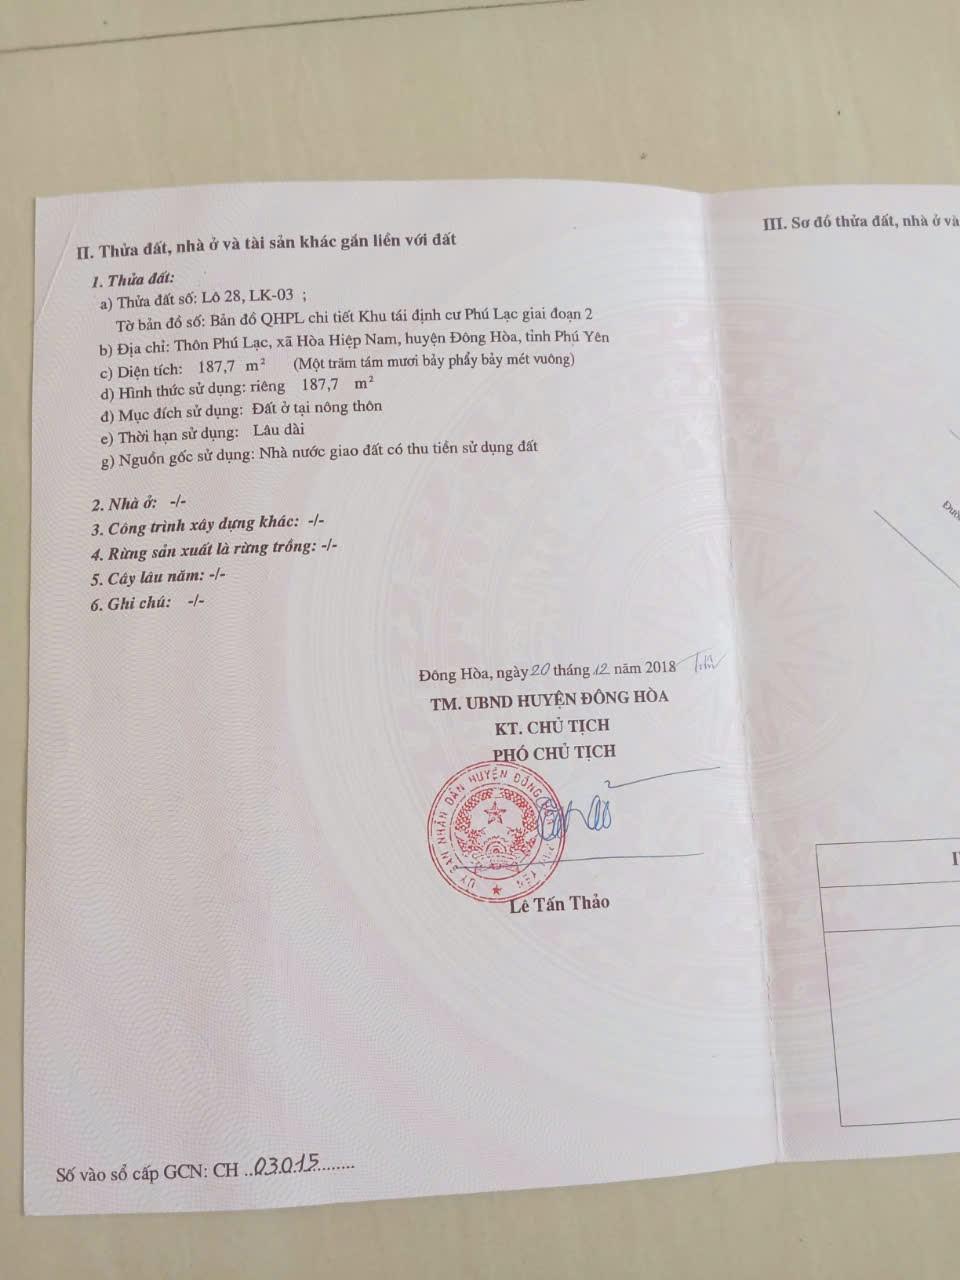 II. Thửa đất, nhà ở và tài sản khác gắn liền với đất
1. Thửa đất:
a) Thửa đất số: Lô 28, LK-03 ;
Tờ bản đồ số: Bản đồ QHPL chi tiết Khu tái định cư Phú Lạc giai đoạn 2
b) Địa chỉ: Thôn Phú Lạc, xã Hòa Hiệp Nam, huyện Đông Hòa, tỉnh Phú Yên
c) Diện tích: 187,7 m² (Một trăm tám mươi bảy phẩy bảy mét vuông)
d) Hình thức sử dụng: riêng 187,7 m²
đ) Mục đích sử dụng: Đất ở tại nông thôn
e) Thời hạn sử dụng: Lâu dài
g) Nguồn gốc sử dụng: Nhà nước giao đất có thu tiền sử dụng đất
2. Nhà ở: -/-
3. Công trình xây dựng khác: -/-
4. Rừng sản xuất là rừng trồng: -/-
5. Cây lâu năm: -/-
6. Ghi chú: -/-
Đông Hòa, ngày 20 tháng 12 năm 2018
TM. UBND HUYỆN ĐÔNG HÒA
KT. CHỦ TỊCH
PHÓ CHỦ TỊCH
ỦY BAN NHÂN DÂN HUYỆN ĐÔNG
YÊN
Lê Tấn Thảo
Số vào sổ cấp GCN: CH ..03015..........
III. Sơ đồ thửa đất, nhà ở và